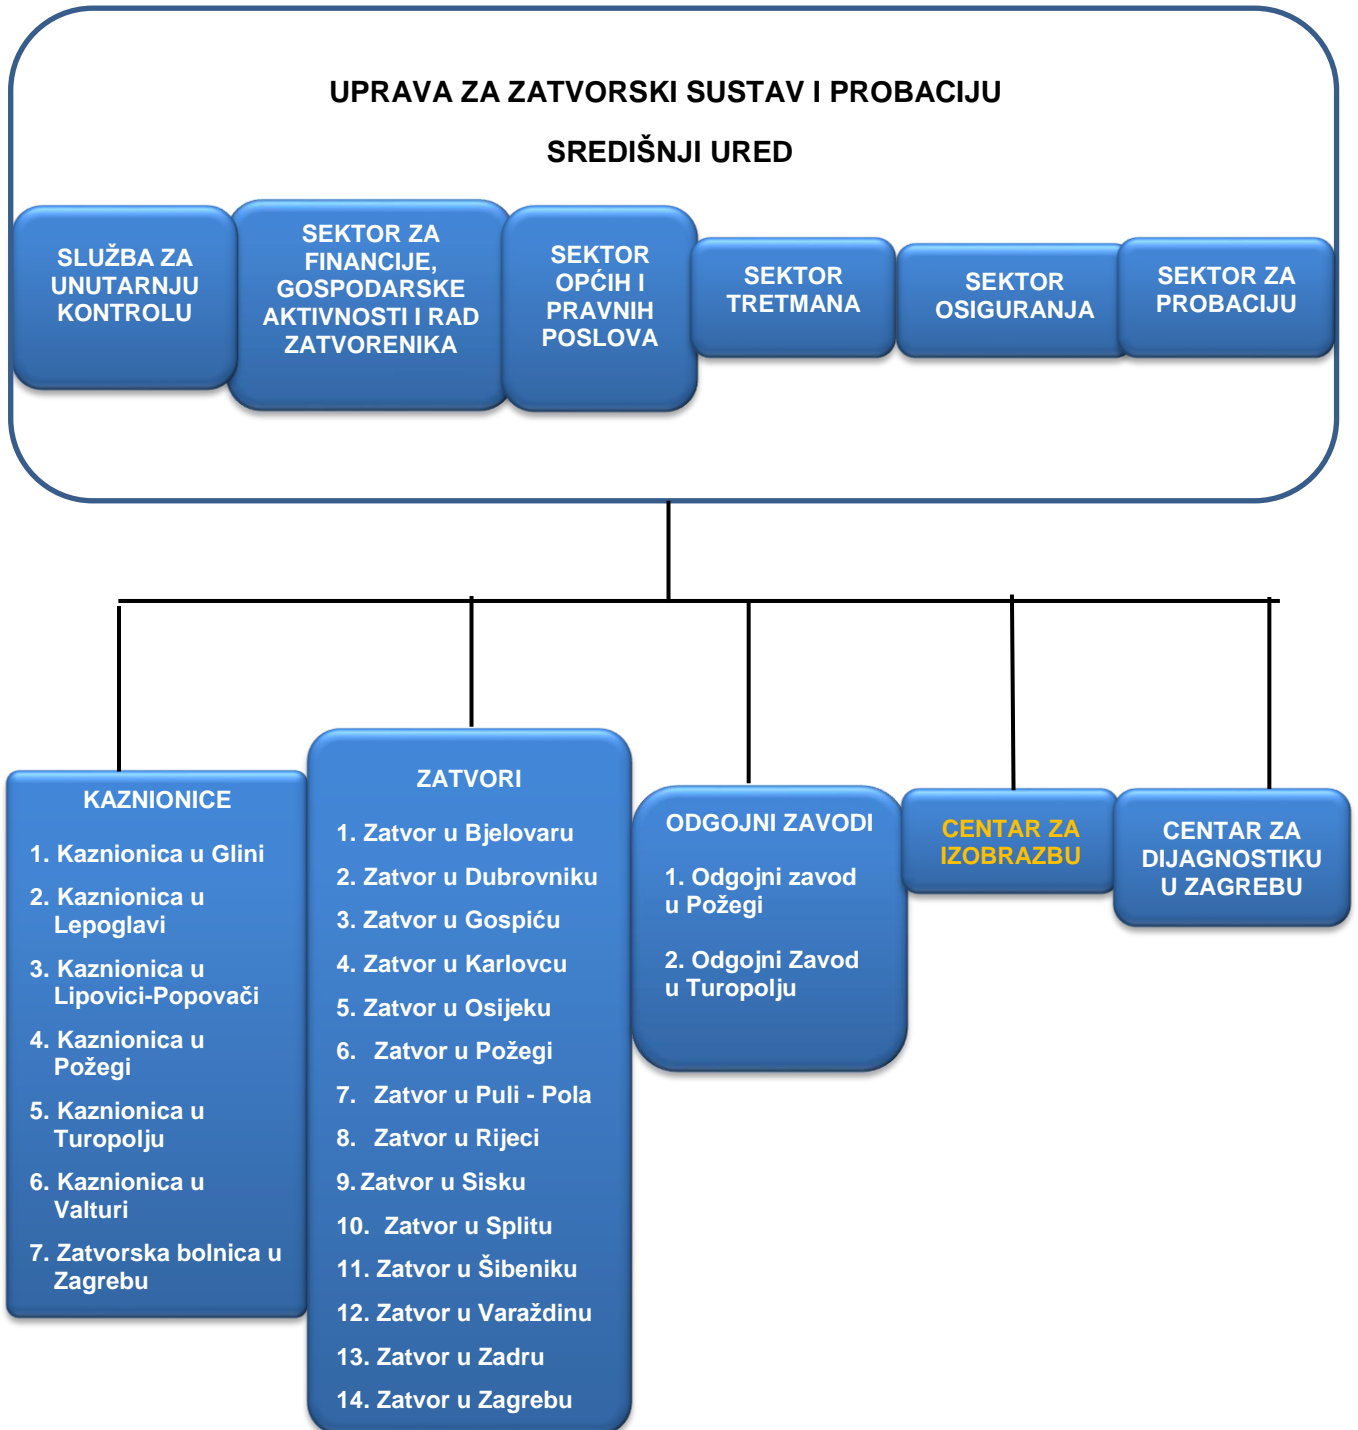 UPRAVA ZA ZATVORSKI SUSTAV I PROBACIJU
SREDIŠNJI URED
SLUŽBA ZA
UNUTARNJU
KONTROLU
SEKTOR ZA
FINANCIJE,
GOSPODARSKE
AKTIVNOSTI I RAD
ZATVORENIKA
SEKTOR
OPĆIH I
PRAVNIH
POSLOVA
SEKTOR
TRETMANA
SEKTOR
OSIGURANJA
SEKTOR ZA
PROBACIJU
KAZNIONICE
1. Kaznionica u Glini
2. Kaznionica u
Lepoglavi
3. Kaznionica u
Lipovici-Popovači
4. Kaznionica u
Požegi
5. Kaznionica u
Turopolju
6. Kaznionica u
Valturi
7. Zatvorska bolnica u
Zagrebu
ZATVORI
1. Zatvor u Bjelovaru
2. Zatvor u Dubrovniku
3. Zatvor u Gospiću
4. Zatvor u Karlovcu
5. Zatvor u Osijeku
6. Zatvor u Požegi
7. Zatvor u Puli - Pola
8. Zatvor u Rijeci
9. Zatvor u Sisku
10. Zatvor u Splitu
11. Zatvor u Šibeniku
12. Zatvor u Varaždinu
13. Zatvor u Zadru
14. Zatvor u Zagrebu
ODGOJNI ZAVODI
1. Odgojni zavod
u Požegi
2. Odgojni Zavod
u Turopolju
CENTAR ZA
IZOBRAZBU
CENTAR ZA
DIJAGNOSTIKU
U ZAGREBU